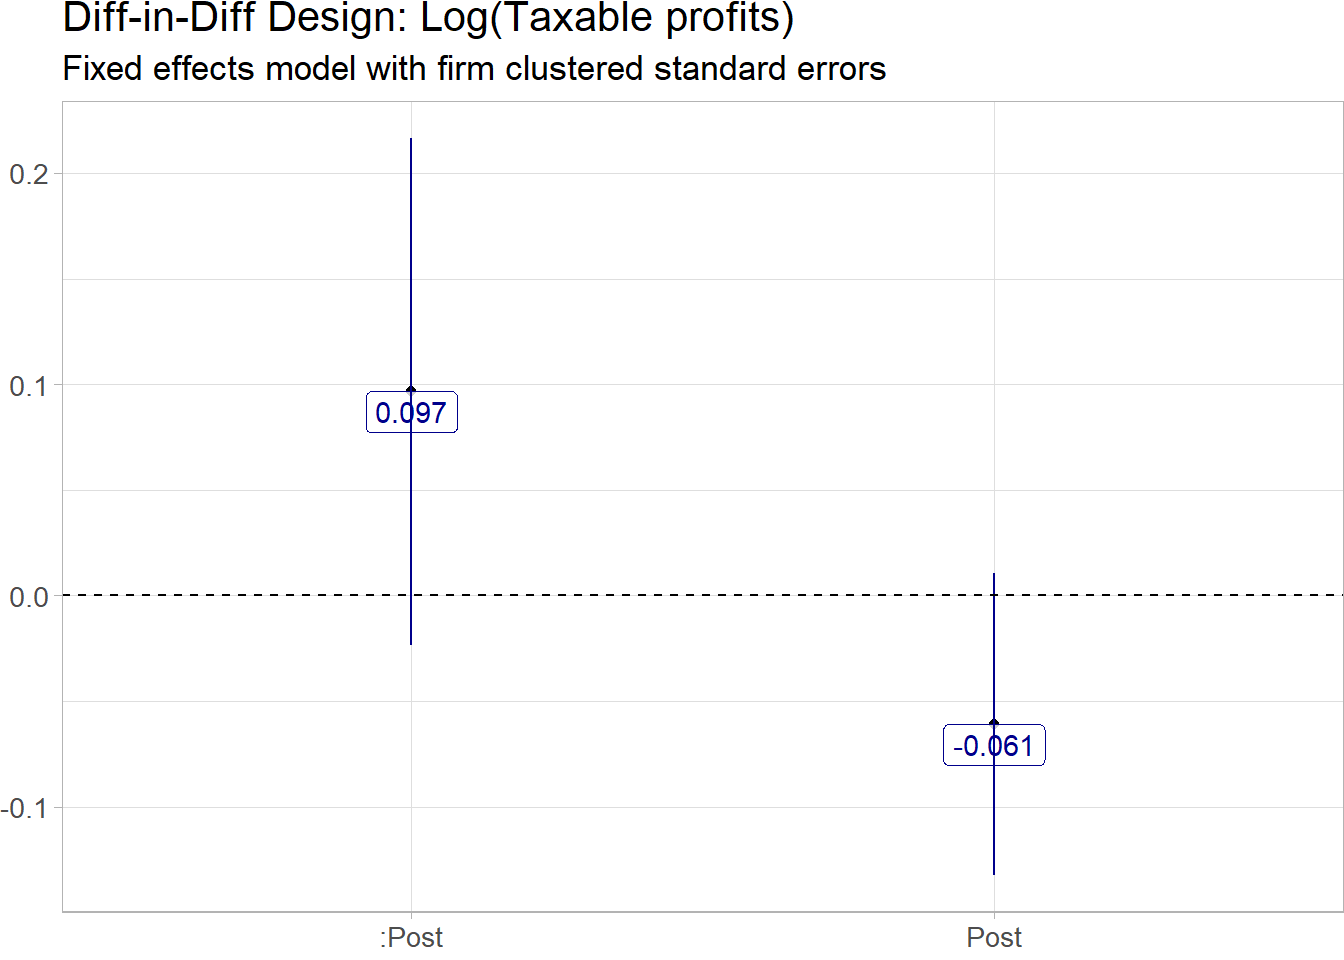 Diff-in-Diff Design: Log(Taxable profits)
Fixed effects model with firm clustered standard errors
0.2
0.1
0.0
-0.1
0.097
-0.061
:Post
Post